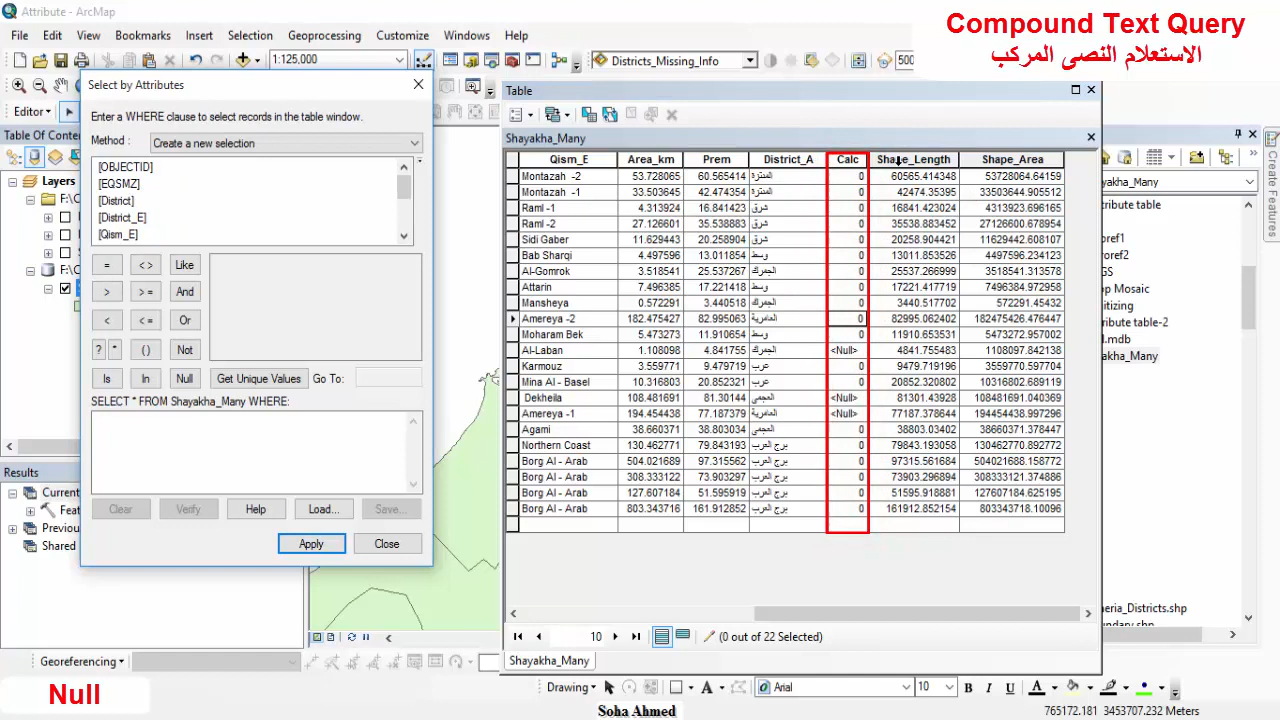 Attribute - ArcMap
Compound Text Query
الاستعلام النصى المركب
File Edit View Bookmarks Insert Selection Geoprocessing Customize Windows Help
1:125,000
Districts_Missing_Info
500
Editor
Select by Attributes
Enter a WHERE clause to select records in the table window.
Method :
Create a new selection
[OBJECTID]
[EQSMZ]
[District]
[District_E]
[Qism_E]
= < > Like
> > = And
< < = Or
? * ( ) Not
Is In Null Get Unique Values Go To:
SELECT * FROM Shayakha_Many WHERE:
Clear Verify Help Load... Save...
Apply Close
Table Of Conte
Layers
F:\C
F:\C
Results
Current
Feat
Previous
Shared
Table
Shayakha_Many
Qism_E Area_km Prem District_A Calc Shape_Length Shape_Area
Montazah -2 53.728065 60.565414 المنتزه 0 60565.414348 53728064.64159
Montazah -1 33.503645 42.474354 المنتزه 0 42474.35395 33503644.905512
Raml -1 4.313924 16.841423 شرق 0 16841.423024 4313923.696165
Raml -2 27.126601 35.538883 شرق 0 35538.883452 27126600.678954
Sidi Gaber 11.629443 20.258904 شرق 0 20258.904421 11629442.608107
Bab Sharqi 4.497596 13.011854 وسط 0 13011.853526 4497596.234123
Al-Gomrok 3.518541 25.537267 الجمرك 0 25537.266999 3518541.313578
Attarin 7.496385 17.221418 وسط 0 17221.417719 7496384.972958
Mansheya 0.572291 3.440518 الجمرك 0 3440.517702 572291.45432
Amereya -2 182.475427 82.995063 العامرية 0 82995.062402 182475426.476447
Moharam Bek 5.473273 11.910654 وسط 0 11910.653531 5473272.957002
Al-Laban 1.108098 4.841755 الجمرك <Null> 4841.755483 1108097.842138
Karmouz 3.559771 9.479719 غرب 0 9479.719196 3559770.597704
Mina Al - Basel 10.316803 20.852321 غرب 0 20852.320802 10316802.689119
Dekheila 108.481691 81.30144 العجمي <Null> 81301.43928 108481691.040369
Amereya -1 194.454438 77.187379 العامرية <Null> 77187.378644 194454438.997296
Agami 38.660371 38.803034 العجمي 0 38803.03402 38660371.378447
Northern Coast 130.462771 79.843193 برج العرب 0 79843.193058 130462770.892772
Borg Al - Arab 504.021689 97.315562 برج العرب 0 97315.561684 504021688.158772
Borg Al - Arab 308.333122 73.903297 برج العرب 0 73903.296894 308333121.374886
Borg Al - Arab 127.607184 51.595919 برج العرب 0 51595.918881 127607184.625195
Borg Al - Arab 803.343716 161.912852 برج العرب 0 161912.852154 803343718.10096
10 (0 out of 22 Selected)
Shayakha_Many
ayakha_Many
tribute table
oref1
oref2
GS
op Mosaic
itizing
tribute table-2
l.mdb
ayakha_Many
eria_Districts.shp
undary.shp
Create Features
Georeferencing
Drawing Arial 10 B I U A
Null
Soha Ahmed
765172.181 3453707.232 Meters